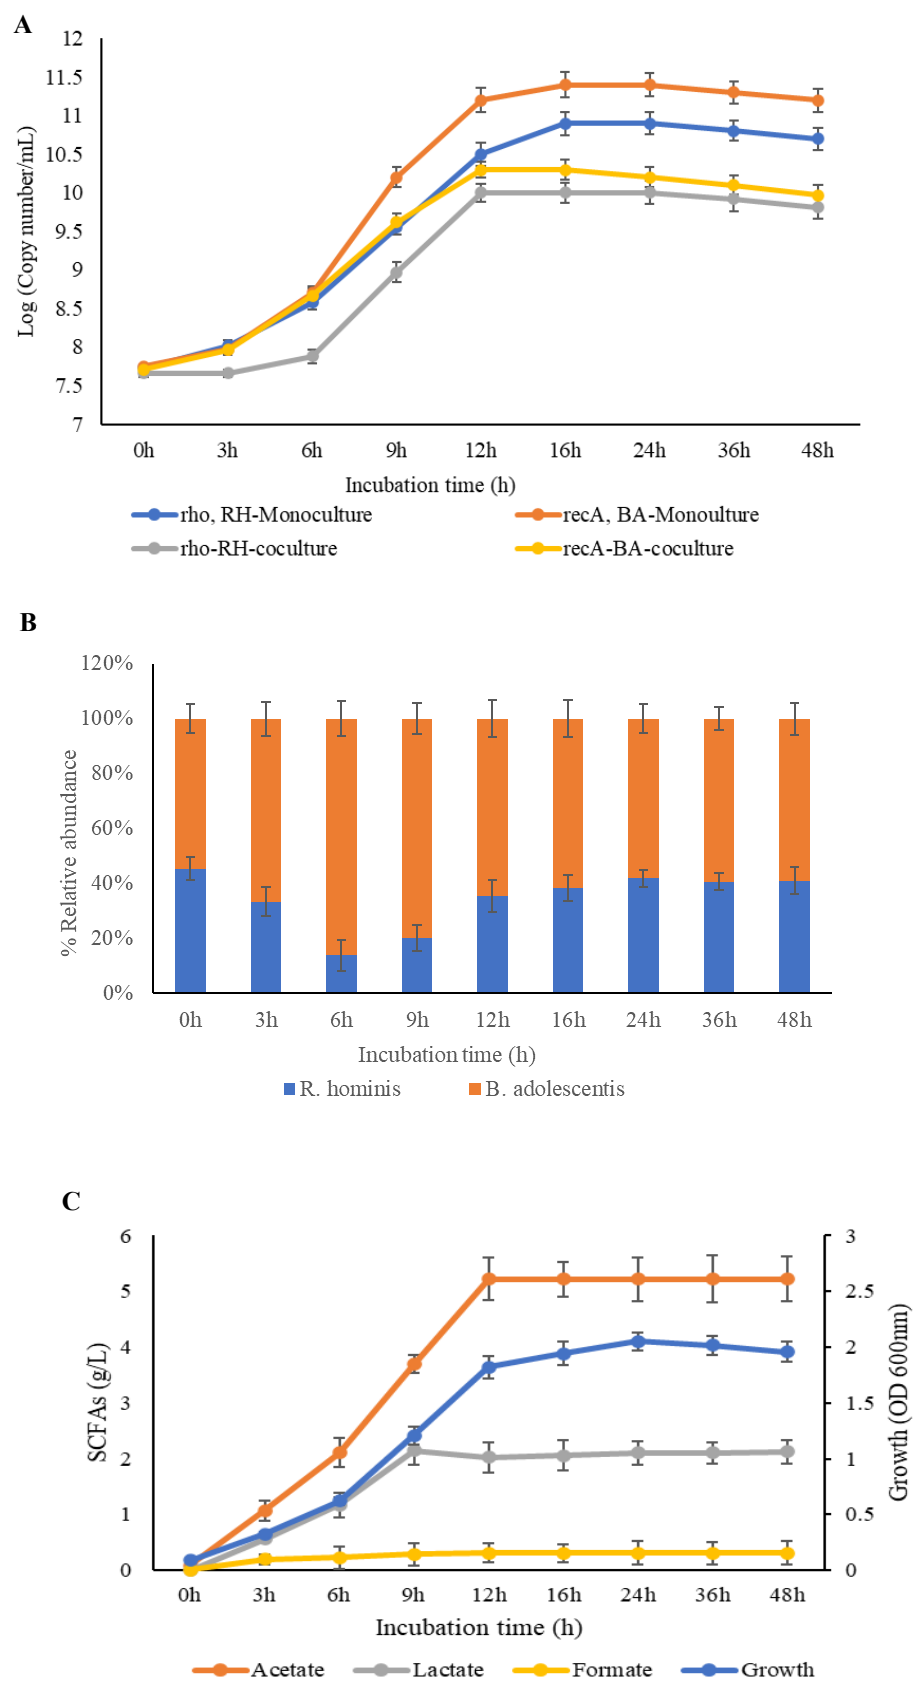 A
12
11.5
11
10.5
10
9.5
9
8.5
8
7.5
7
Log (Copy number/mL)
0h 3h 6h 9h 12h 16h 24h 36h 48h
Incubation time (h)
rho, RH-Monoculture recA, BA-Monoulture
rho-RH-coculture recA-BA-coculture
B
120%
100%
80%
60%
40%
20%
0%
% Relative abundance
0h 3h 6h 9h 12h 16h 24h 36h 48h
Incubation time (h)
R. hominis B. adolescentis
C
6 3
5 2.5
4 2
3 1.5
2 1
1 0.5
0 0
SCFAs (g/L)
Growth (OD 600nm)
0h 3h 6h 9h 12h 16h 24h 36h 48h
Incubation time (h)
Acetate Lactate Formate Growth